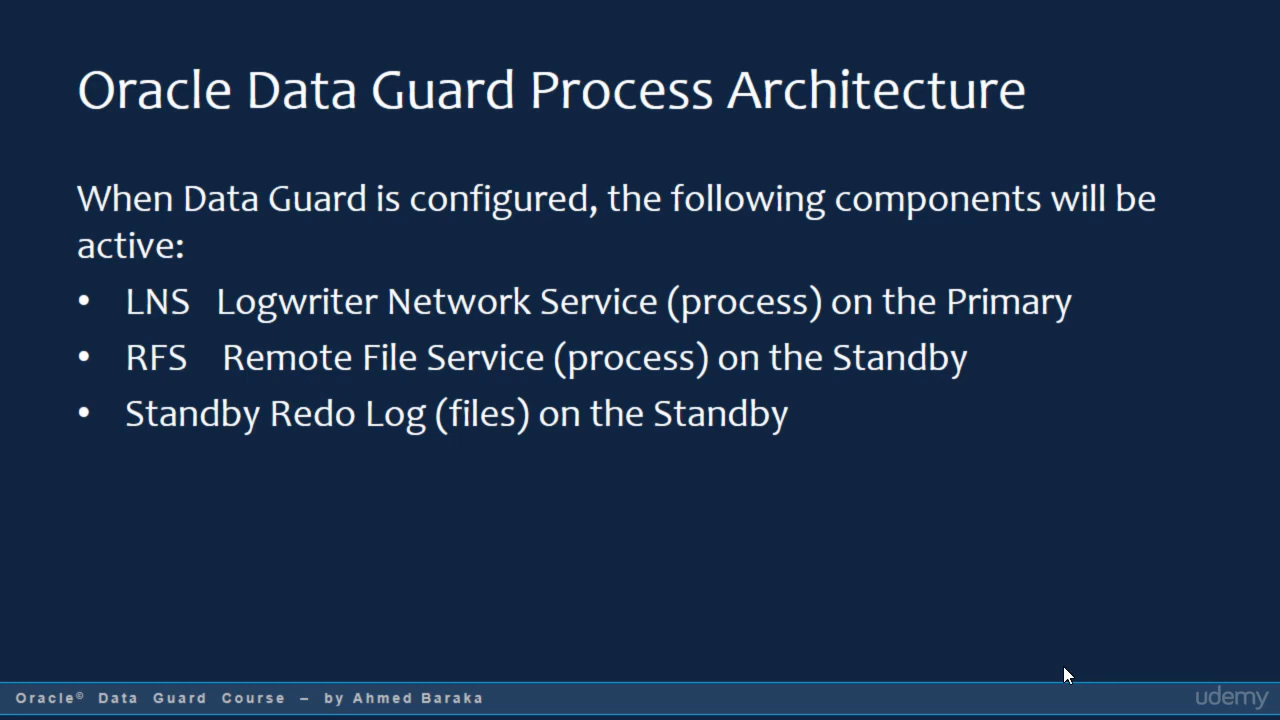 Oracle Data Guard Process Architecture
When Data Guard is configured, the following components will be
active:
• LNS Logwriter Network Service (process) on the Primary
• RFS Remote File Service (process) on the Standby
• Standby Redo Log (files) on the Standby
Oracle© Data Guard Course – by Ahmed Baraka
udemy